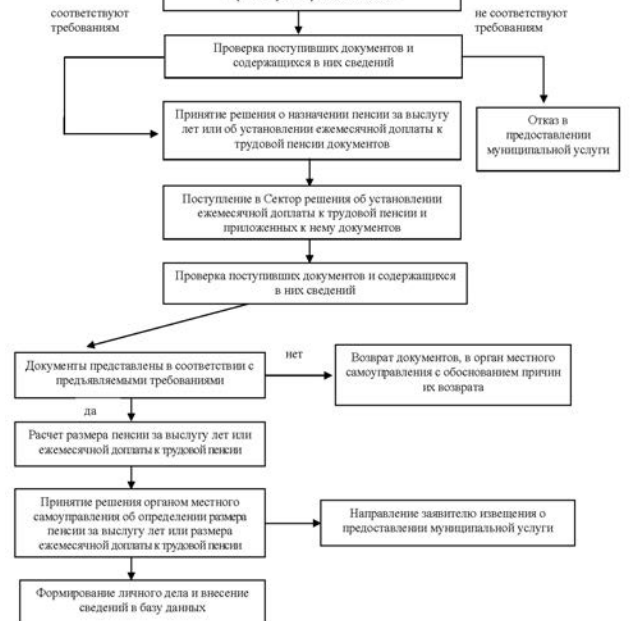 соответствуют
требованиям
не соответствуют
требованиям
Проверка поступивших документов и
содержащихся в них сведений
Принятие решения о назначении пенсии за выслугу
лет или об установлении ежемесячной доплаты к
трудовой пенсии документов
Отказ в
предоставлении
муниципальной услуги
Поступление в Сектор решения об установлении
ежемесячной доплаты к трудовой пенсии и
приложенных к нему документов
Проверка поступивших документов и содержащихся
в них сведений
Документы представлены в соответствии с
предъявляемыми требованиями
нет
Возврат документов, в орган местного
самоуправления с обоснованием причин
их возврата
да
Расчет размера пенсии за выслугу лет или
ежемесячной доплаты к трудовой пенсии
Принятие решения органом местного
самоуправления об определении размера
пенсии за выслугу лет или размера
ежемесячной доплаты к трудовой пенсии
Направление заявителю извещения о
предоставлении муниципальной услуги
Формирование личного дела и внесение
сведений в базу данных